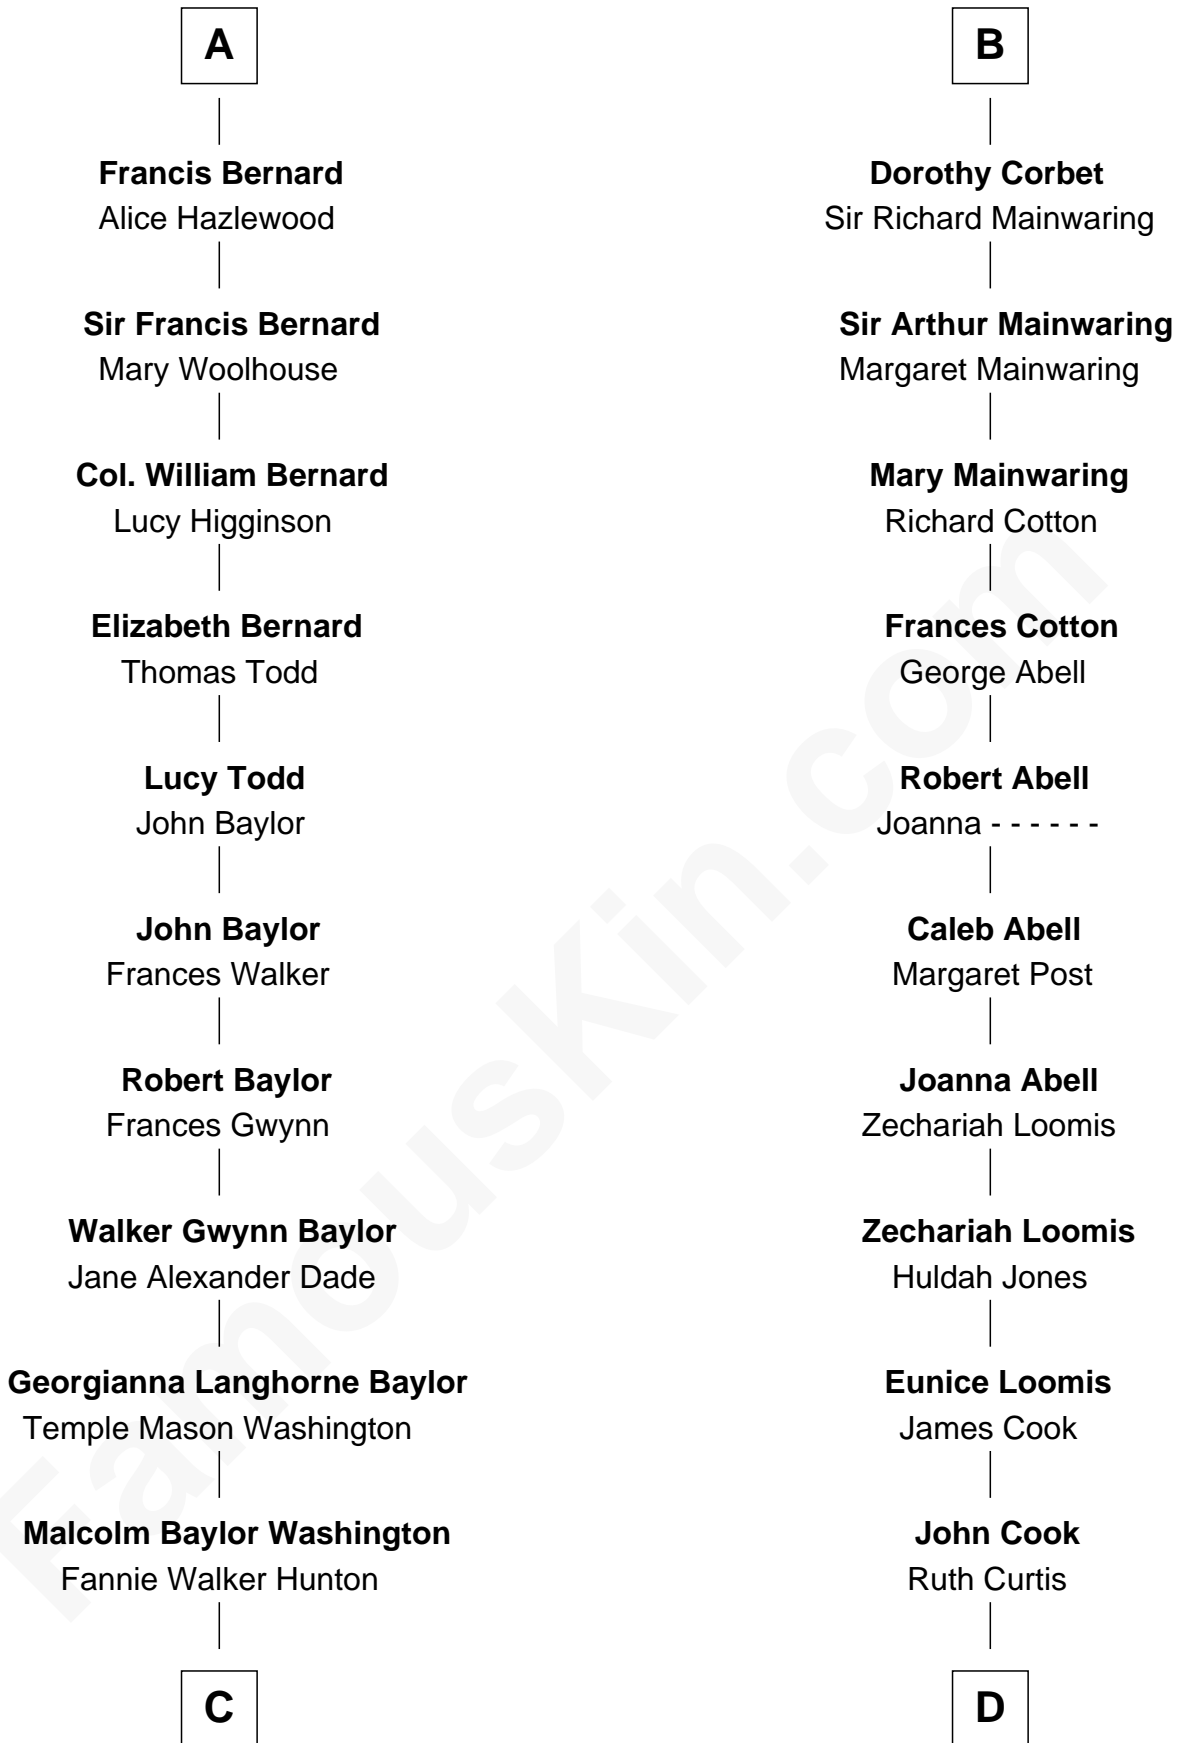 A
Francis Bernard
Alice Hazlewood
Sir Francis Bernard
Mary Woolhouse
Col. William Bernard
Lucy Higginson
Elizabeth Bernard
Thomas Todd
Lucy Todd
John Baylor
John Baylor
Frances Walker
Robert Baylor
Frances Gwynn
Walker Gwynn Baylor
Jane Alexander Dade
Georgianna Langhorne Baylor
Temple Mason Washington
Malcolm Baylor Washington
Fannie Walker Hunton
C
B
Dorothy Corbet
Sir Richard Mainwaring
Sir Arthur Mainwaring
Margaret Mainwaring
Mary Mainwaring
Richard Cotton
Frances Cotton
George Abell
Robert Abell
Joanna - - - - - -
Caleb Abell
Margaret Post
Joanna Abell
Zechariah Loomis
Zechariah Loomis
Huldah Jones
Eunice Loomis
James Cook
John Cook
Ruth Curtis
D
FamousKin.com